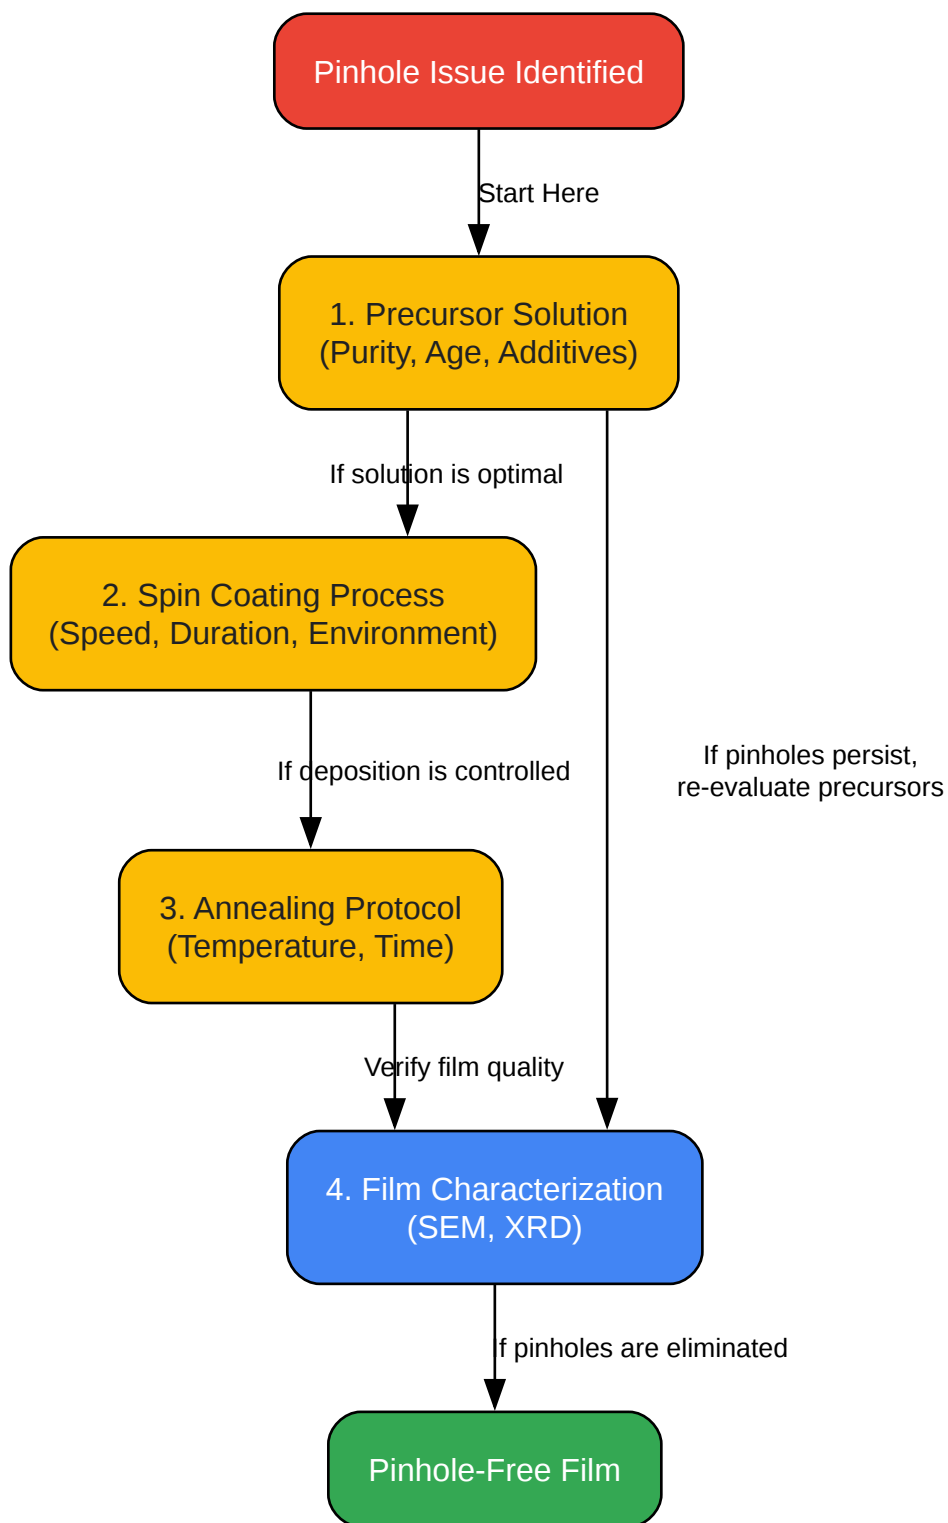 Pinhole Issue Identified
Start Here
1. Precursor Solution
(Purity, Age, Additives)
If solution is optimal
2. Spin Coating Process
(Speed, Duration, Environment)
If deposition is controlled
If pinholes persist,
re-evaluate precursors
3. Annealing Protocol
(Temperature, Time)
Verify film quality
4. Film Characterization
(SEM, XRD)
If pinholes are eliminated
Pinhole-Free Film